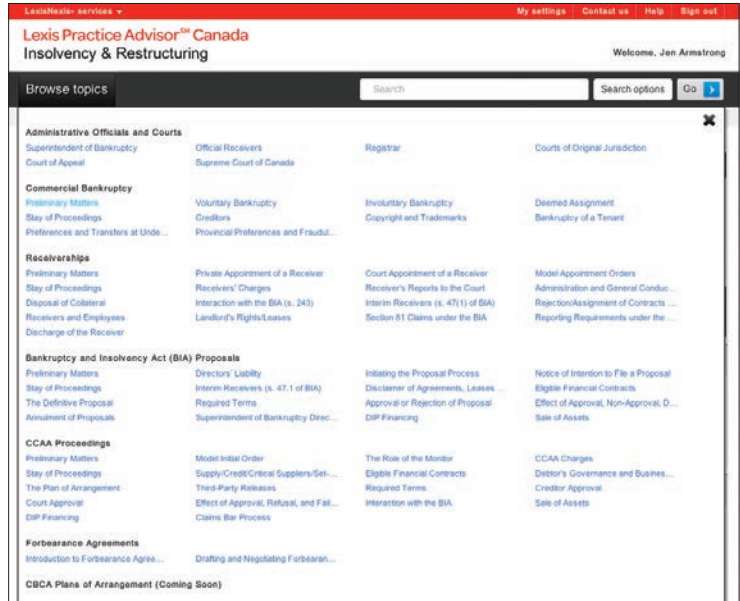 LexisNexis® services
My settings Contact us Help Sign out
Lexis Practice Advisor℠ Canada
Insolvency & Restructuring
Welcome, Jen Armstrong
Browse topics Search Search options Go
Administrative Officials and Courts
Superintendent of Bankruptcy Official Receivers Registrar Courts of Original Jurisdiction
Court of Appeal Supreme Court of Canada
Commercial Bankruptcy
Preliminary Matters Voluntary Bankruptcy Involuntary Bankruptcy Deemed Assignment
Stay of Proceedings Creditors Copyright and Trademarks Bankruptcy of a Tenant
Preferences and Transfers at Unde... Provincial Preferences and Fraudul...
Receiverships
Preliminary Matters Private Appointment of a Receiver Court Appointment of a Receiver Model Appointment Orders
Stay of Proceedings Receivers' Charges Receiver's Reports to the Court Administration and General Conduc...
Disposal of Collateral Interaction with the BIA (s. 243) Interim Receivers (s. 47(1) of BIA) Rejection/Assignment of Contracts ...
Receivers and Employees Landlord's Rights/Leases Section 81 Claims under the BIA Reporting Requirements under the ...
Discharge of the Receiver
Bankruptcy and Insolvency Act (BIA) Proposals
Preliminary Matters Directors' Liability Initiating the Proposal Process Notice of Intention to File a Proposal
Stay of Proceedings Interim Receivers (s. 47.1 of BIA) Disclaimer of Agreements, Leases ... Eligible Financial Contracts
The Definitive Proposal Required Terms Approval or Rejection of Proposal Effect of Approval, Non-Approval, D...
Annulment of Proposals Superintendent of Bankruptcy Direc... DIP Financing Sale of Assets
CCAA Proceedings
Preliminary Matters Model Initial Order The Role of the Monitor CCAA Charges
Stay of Proceedings Supply/Credit/Critical Suppliers/Set-... Eligible Financial Contracts Debtor's Governance and Busines...
The Plan of Arrangement Third-Party Releases Required Terms Creditor Approval
Court Approval Effect of Approval, Refusal, and Fail... Interaction with the BIA Sale of Assets
DIP Financing Claims Bar Process
Forbearance Agreements
Introduction to Forbearance Agree... Drafting and Negotiating Forbearan...
CBCA Plans of Arrangement (Coming Soon)